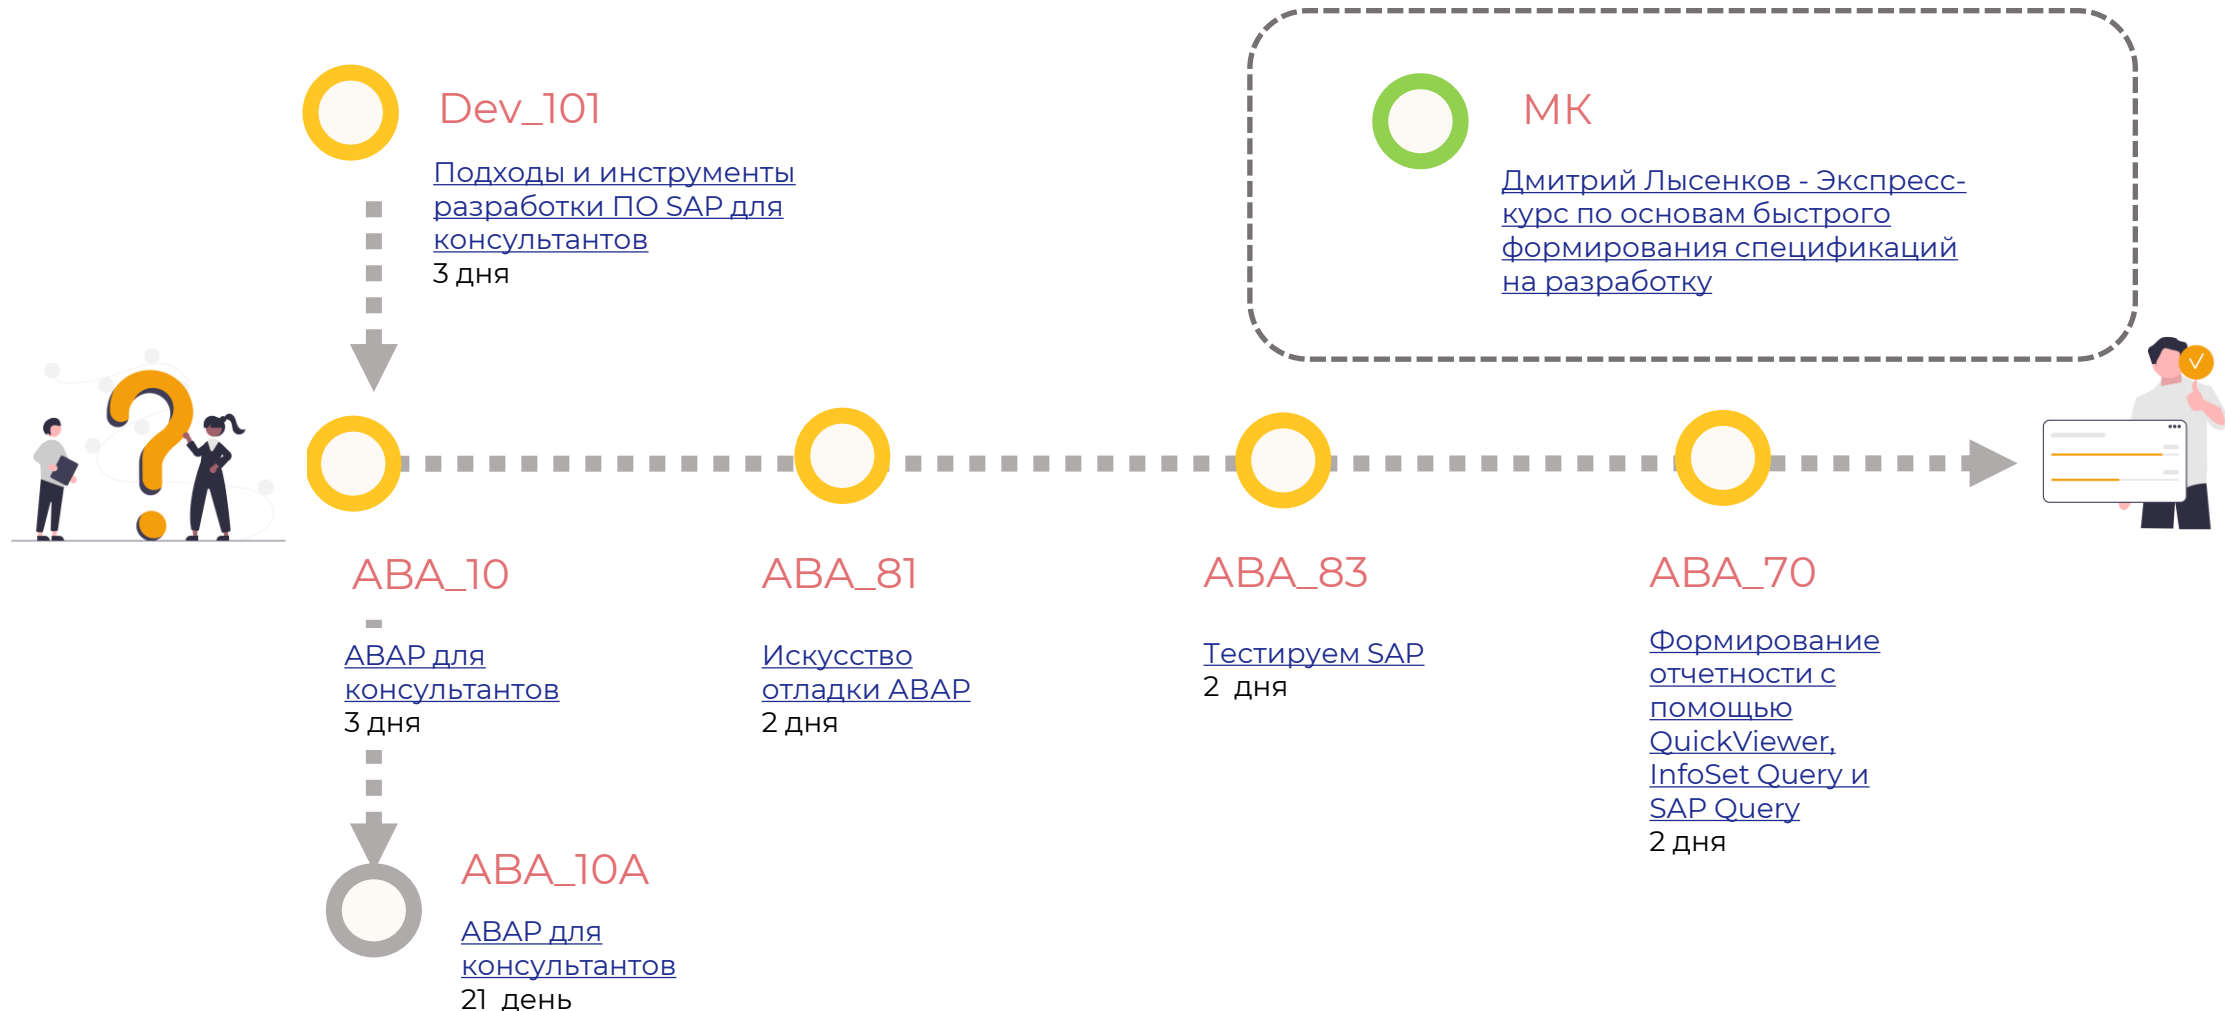 Dev_101
Подходы и инструменты
разработки ПО SAP для
консультантов
3 дня
МК
Дмитрий Лысенков - Экспресс-
курс по основам быстрого
формирования спецификаций
на разработку
ABA_10
ABAP для
консультантов
3 дня
ABA_81
Искусство
отладки ABAP
2 дня
ABA_83
Тестируем SAP
2  дня
ABA_70
Формирование
отчетности с
помощью
QuickViewer,
InfoSet Query и
SAP Query
2 дня
ABA_10A
ABAP для
консультантов
21  день